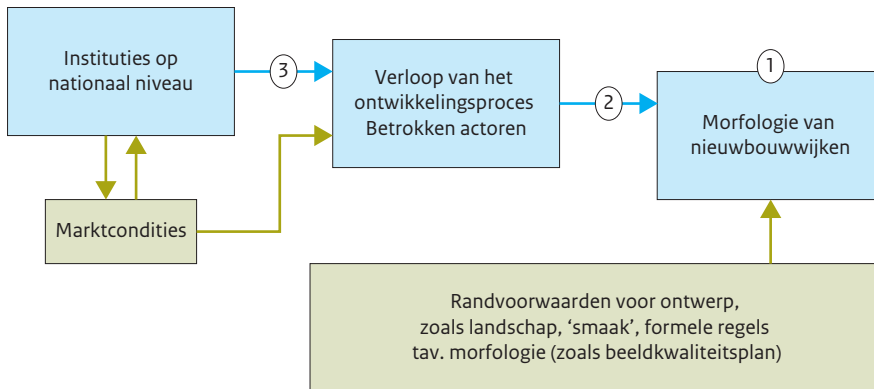 Instituties op
nationaal niveau
3
Verloop van het
ontwikkelingsproces
Betrokken actoren
2
1
Morfologie van
nieuwbouwwijken
Marktcondities
Randvoorwaarden voor ontwerp,
zoals landschap, ‘smaak’, formele regels
tav. morfologie (zoals beeldkwaliteitsplan)